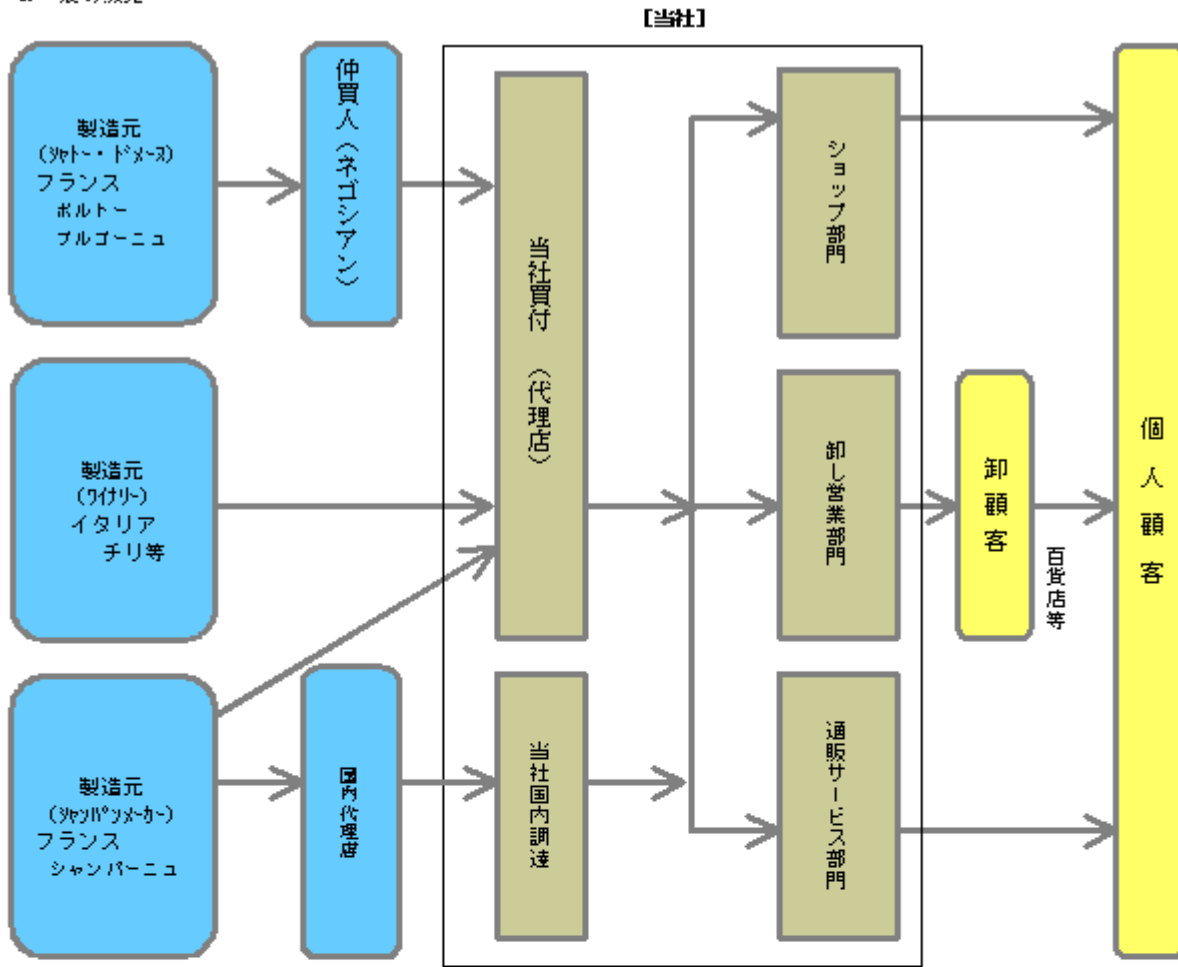 [当社]
製造元
(ｼｬﾄｰ・ﾄﾞﾒｰﾇ)
フランス
ボルトー
ブルゴーニュ
仲買人(ネゴシアン)
当社買付 (代理店)
ショップ部門
個人顧客
製造元
(ﾜｲﾅﾘｰ)
イタリア
チリ等
卸し営業部門
卸顧客
百貨店等
製造元
(ｼｬﾝﾊﾟﾝﾒｰｶｰ)
フランス
シャンパーニュ
国内代理店
当社国内調達
通販サービス部門